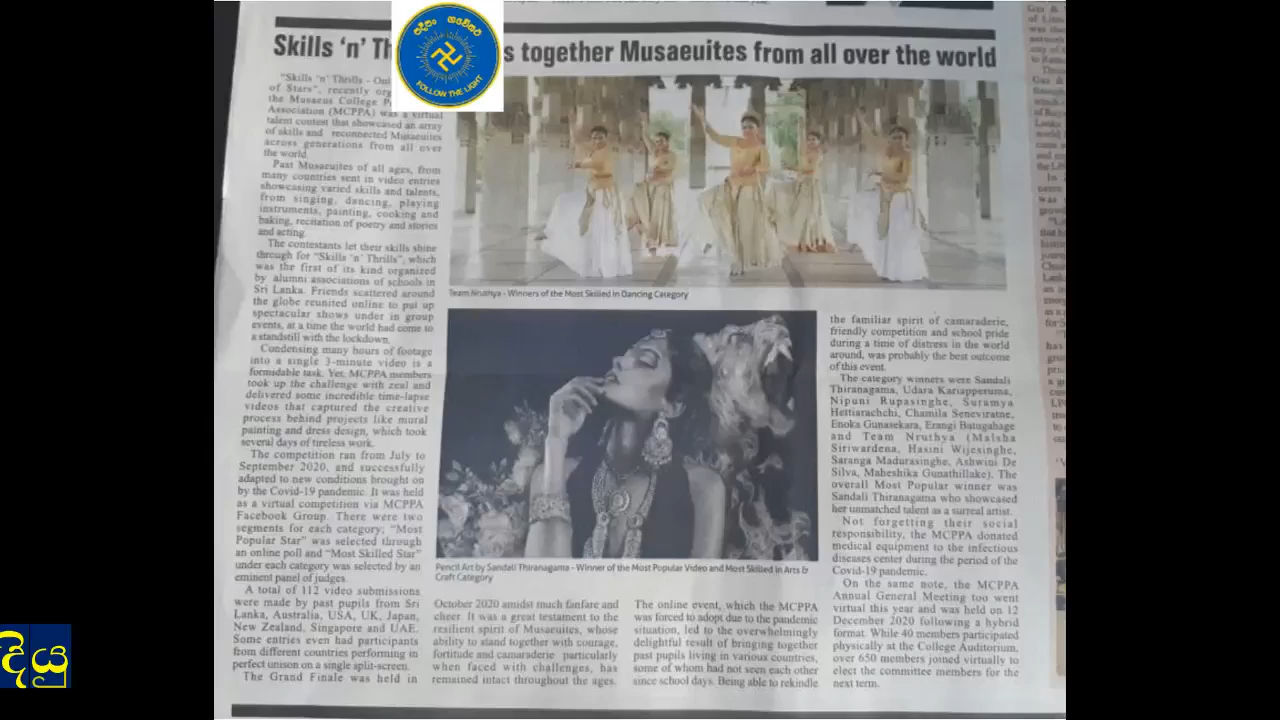 Skills ‘n’ Th
s together Musaeuites from all over the world
පදීපං ගවේසථ
FOLLOW THE LIGHT
“Skills ‘n’ Thrills - Onl
of Stars”, recently org
the Musaeus College P
Association (MCPPA) was a virtual
talent contest that showcased an array
of skills and reconnected Musaeuites
across generations from all over
the world.
Past Musaeuites of all ages, from
many countries sent in video entries
showcasing varied skills and talents,
from singing, dancing, playing
instruments, painting, cooking and
baking, recitation of poetry and stories
and acting.
The contestants let their skills shine
through for “Skills ‘n’ Thrills”, which
was the first of its kind organized
by alumni associations of schools in
Sri Lanka. Friends scattered around
the globe reunited online to put up
spectacular shows under in group
events, at a time the world had come to
a standstill with the lockdown.
Condensing many hours of footage
into a single 3-minute video is a
formidable task. Yet, MCPPA members
took up the challenge with zeal and
delivered some incredible time-lapse
videos that captured the creative
process behind projects like mural
painting and dress design, which took
several days of tireless work.
The competition ran from July to
September 2020, and successfully
adapted to new conditions brought on
by the Covid-19 pandemic. It was held
as a virtual competition via MCPPA
Facebook Group. There were two
segments for each category; “Most
Popular Star” was selected through
an online poll and “Most Skilled Star”
under each category was selected by an
eminent panel of judges.
A total of 112 video submissions
were made by past pupils from Sri
Lanka, Australia, USA, UK, Japan,
New Zealand, Singapore and UAE.
Some entries even had participants
from different countries performing in
perfect unison on a single split-screen.
The Grand Finale was held in
Team Nruthya - Winners of the Most Skilled in Dancing Category
Pencil Art by Sandali Thiranagama - Winner of the Most Popular Video and Most Skilled in Arts &
Craft Category
October 2020 amidst much fanfare and
cheer. It was a great testament to the
resilient spirit of Musaeuites, whose
ability to stand together with courage,
fortitude and camaraderie particularly
when faced with challenges, has
remained intact throughout the ages.
The online event, which the MCPPA
was forced to adopt due to the pandemic
situation, led to the overwhelmingly
delightful result of bringing together
past pupils living in various countries,
some of whom had not seen each other
since school days. Being able to rekindle
the familiar spirit of camaraderie,
friendly competition and school pride
during a time of distress in the world
around, was probably the best outcome
of this event.
The category winners were Sandali
Thiranagama, Udara Kariapperuma,
Nipuni Rupasinghe, Suramya
Hettiarachchi, Chamila Seneviratne,
Enoka Gunasekara, Erangi Batugahage
and Team Nruthya (Malsha
Siriwardena, Hasini Wijesinghe,
Saranga Madurasinghe, Ashwini De
Silva, Maheshika Gunathillake). The
overall Most Popular winner was
Sandali Thiranagama who showcased
her unmatched talent as a surreal artist.
Not forgetting their social
responsibility, the MCPPA donated
medical equipment to the infectious
diseases center during the period of the
Covid-19 pandemic.
On the same note, the MCPPA
Annual General Meeting too went
virtual this year and was held on 12
December 2020 following a hybrid
format. While 40 members participated
physically at the College Auditorium,
over 650 members joined virtually to
elect the committee members for the
next term.
දියු